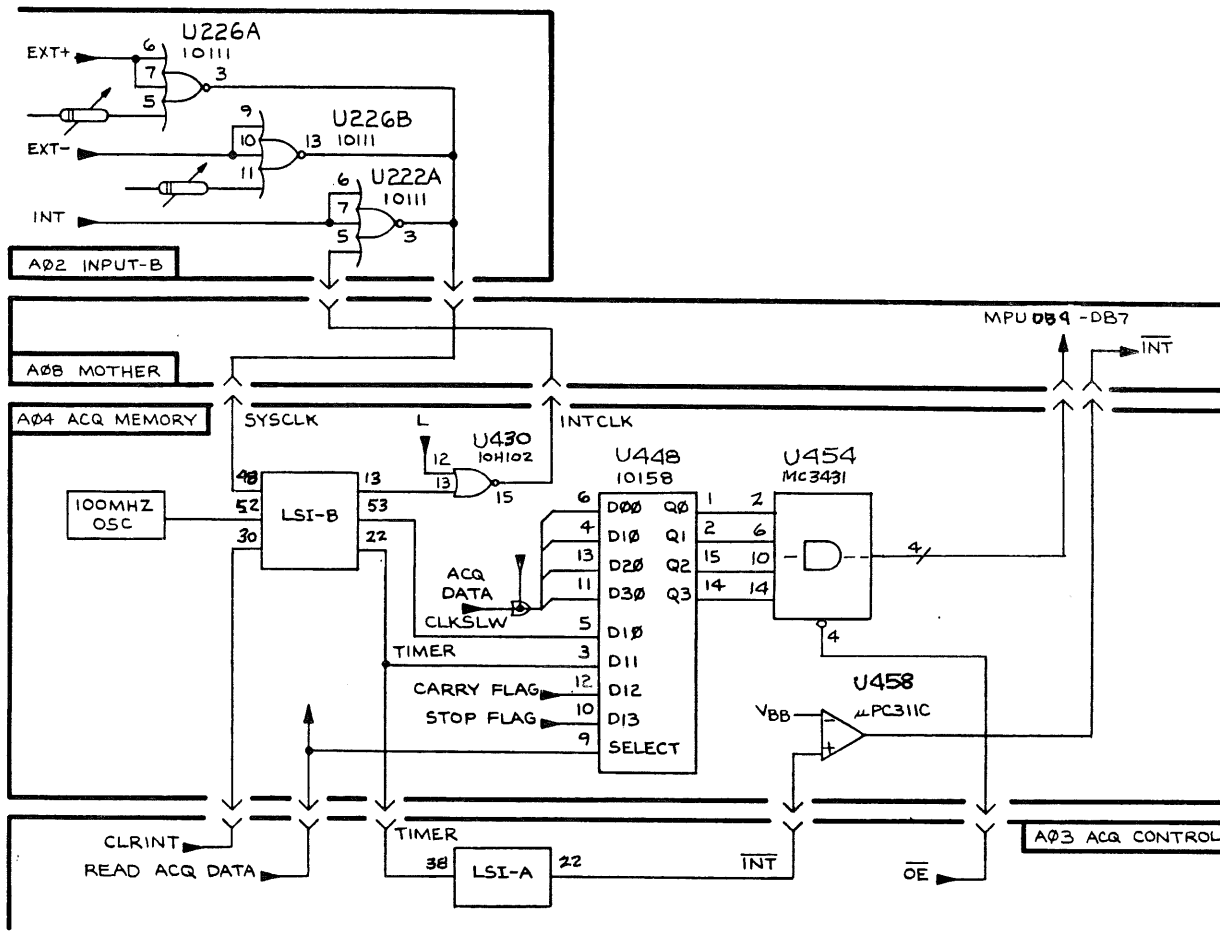 U226A
10111
EXT+
6
7
5
3
U226B
10111
9
10
11
13
EXT-
U222A
10111
6
7
5
3
INT
AØ2 INPUT-B
MPU DB4 -DB7
INT
AØ8 MOTHER
AØ4 ACQ MEMORY
SYSCLK
INTCLK
L
U430
10H102
12
13
15
U448
10158
U454
MC3431
100MHZ
OSC
LSI-B
48
52
30
13
53
22
6 DØØ QØ 1 2
4 D1Ø Q1 2 6
13 D2Ø Q2 15 10
11 D3Ø Q3 14 14
4
ACQ
DATA
CLKSLW
5 D1Ø
4
TIMER
3 D11
CARRY FLAG 12 D12
STOP FLAG 10 D13
9 SELECT
U458
µPC311C
VBB
-
+
CLRINT
READ ACQ DATA
TIMER
38 LSI-A 22
INT
OE
AØ3 ACQ CONTROL